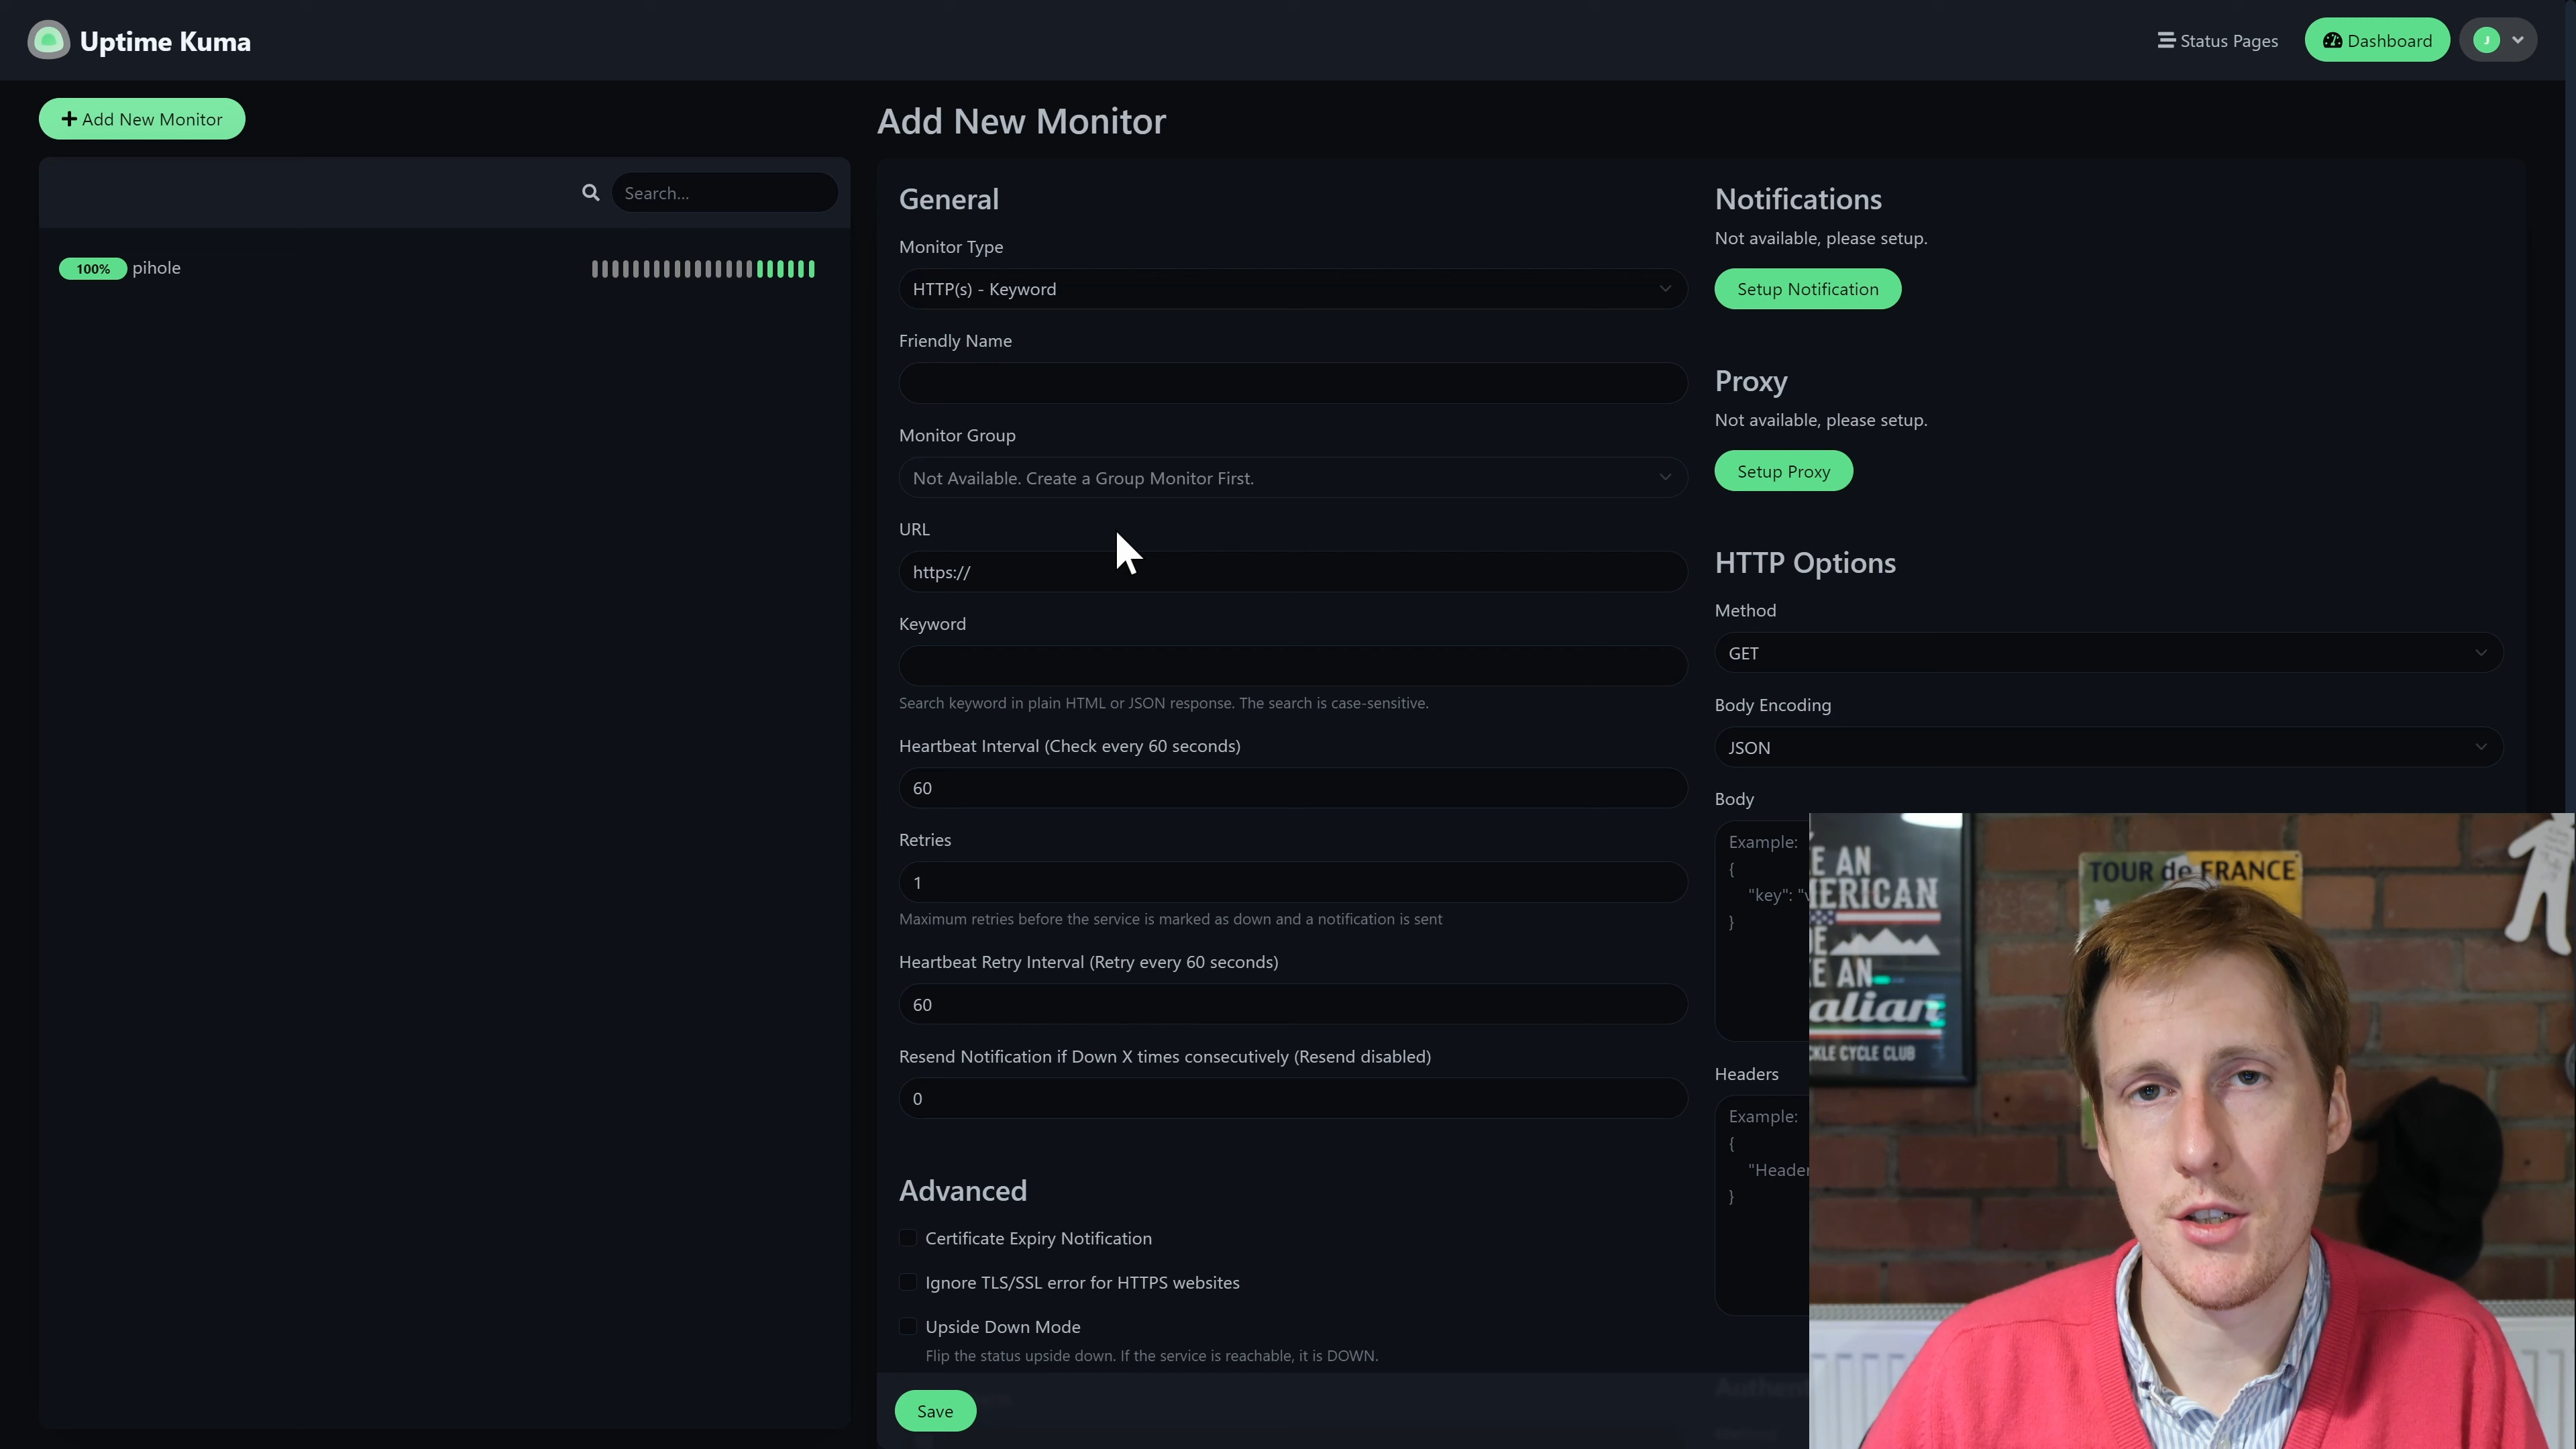 Uptime Kuma
Status Pages
Dashboard
J
Add New Monitor
Search...
100% pihole
Add New Monitor
General
Monitor Type
HTTP(s) - Keyword
Friendly Name
Monitor Group
Not Available. Create a Group Monitor First.
URL
https://
Keyword
Search keyword in plain HTML or JSON response. The search is case-sensitive.
Heartbeat Interval (Check every 60 seconds)
60
Retries
1
Maximum retries before the service is marked as down and a notification is sent
Heartbeat Retry Interval (Retry every 60 seconds)
60
Resend Notification if Down X times consecutively (Resend disabled)
0
Advanced
Certificate Expiry Notification
Ignore TLS/SSL error for HTTPS websites
Upside Down Mode
Flip the status upside down. If the service is reachable, it is DOWN.
Save
Notifications
Not available, please setup.
Setup Notification
Proxy
Not available, please setup.
Setup Proxy
HTTP Options
Method
GET
Body Encoding
JSON
Body
Example:
{
"key": "v
}
Headers
Example:
{
"Header
}
E AN
ERICAN
E AN
alian
KLE CYCLE CLUB
TOUR de FRANCE